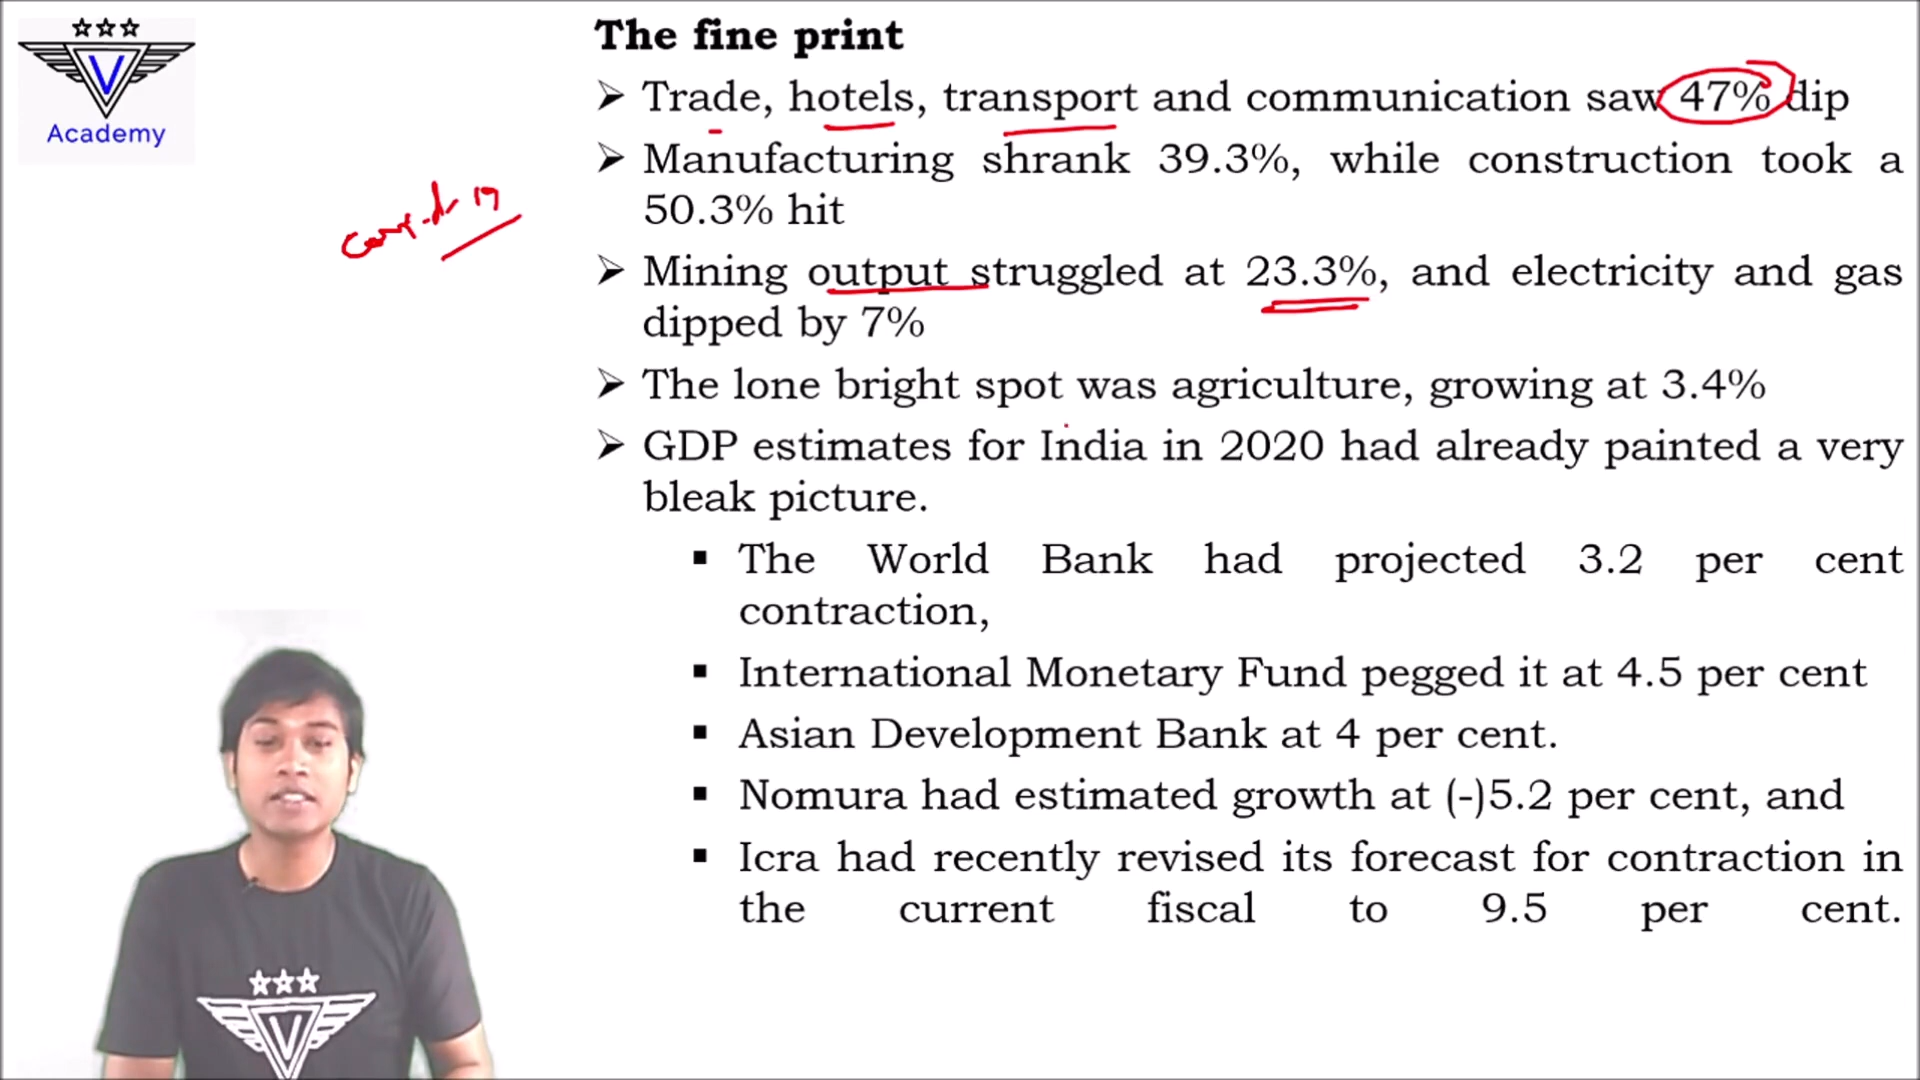 V
Academy
The fine print
➢ Trade, hotels, transport and communication saw 47% dip
➢ Manufacturing shrank 39.3%, while construction took a
50.3% hit
Covid 19
➢ Mining output struggled at 23.3%, and electricity and gas
dipped by 7%
➢ The lone bright spot was agriculture, growing at 3.4%
➢ GDP estimates for India in 2020 had already painted a very
bleak picture.
▪ The World Bank had projected 3.2 per cent
contraction,
▪ International Monetary Fund pegged it at 4.5 per cent
▪ Asian Development Bank at 4 per cent.
▪ Nomura had estimated growth at (-)5.2 per cent, and
▪ Icra had recently revised its forecast for contraction in
the current fiscal to 9.5 per cent.
V